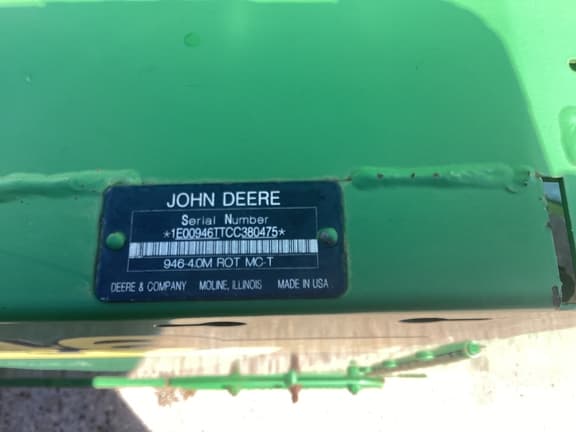 JOHN DEERE
Serial Number
*1E00946TTCC380475*
946-4.0M ROT MC-T
DEERE & COMPANY MOLINE, ILLINOIS MADE IN USA